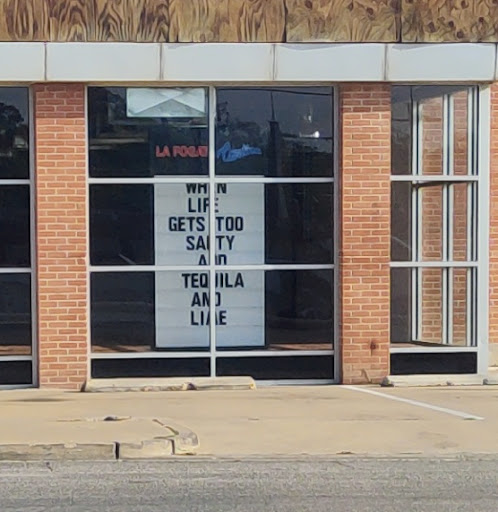 LA FOGATA
WHEN
LIFE
GETS TOO
SALTY
ADD
TEQUILA
AND
LIME